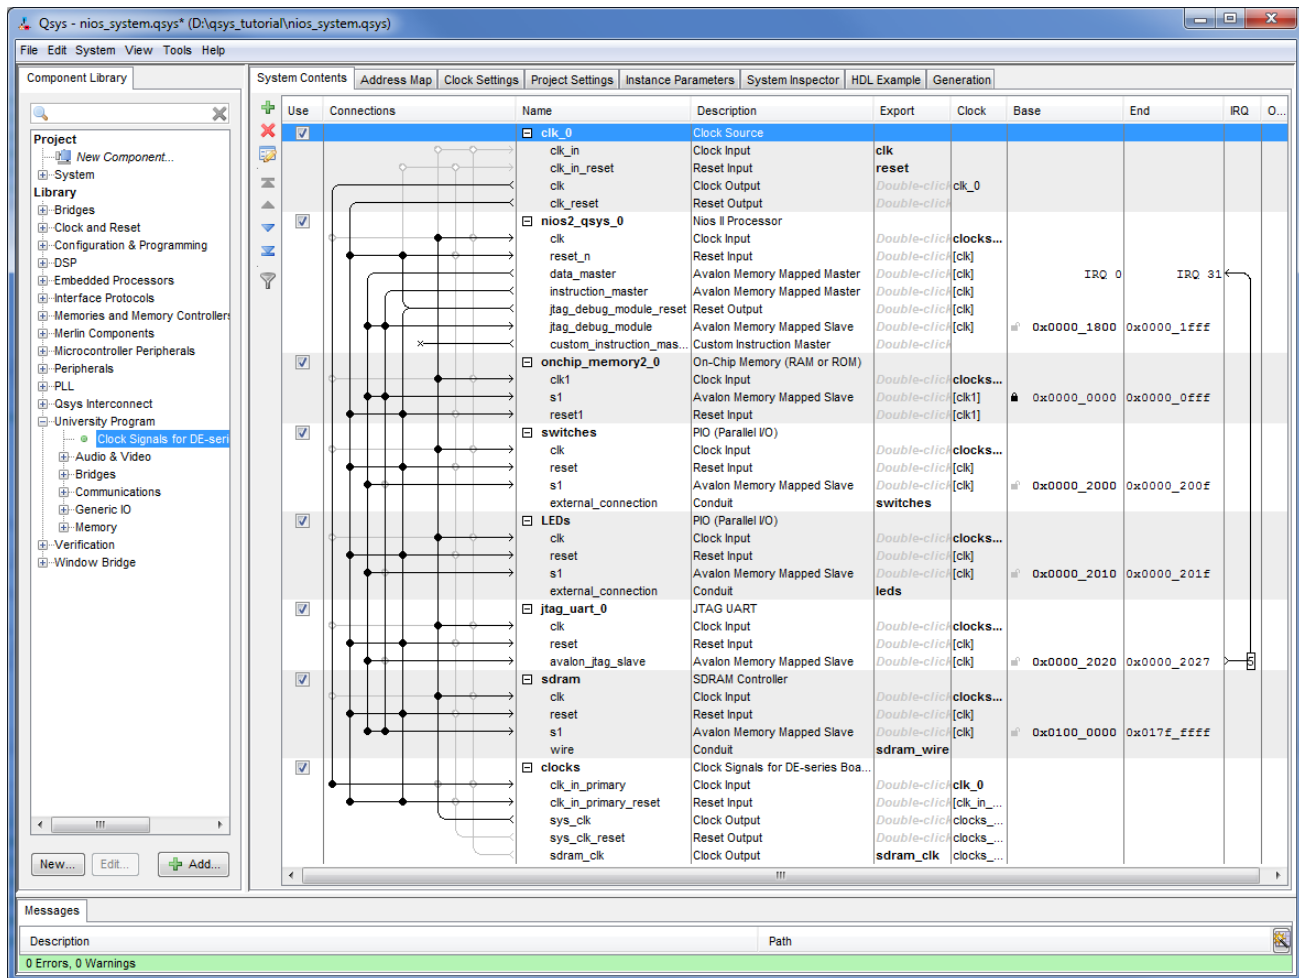 Qsys - nios_system.qsys* (D:\qsys_tutorial\nios_system.qsys)
File Edit System View Tools Help
Component Library
Project
New Component...
System
Library
Bridges
Clock and Reset
Configuration & Programming
DSP
Embedded Processors
Interface Protocols
Memories and Memory Controllers
Merlin Components
Microcontroller Peripherals
Peripherals
PLL
Qsys Interconnect
University Program
Clock Signals for DE-seri
Audio & Video
Bridges
Communications
Generic IO
Memory
Verification
Window Bridge
New... Edit... Add...
System Contents Address Map Clock Settings Project Settings Instance Parameters System Inspector HDL Example Generation
Use Connections Name Description Export Clock Base End IRQ O...
clk_0 Clock Source
clk_in Clock Input clk
clk_in_reset Reset Input reset
clk Clock Output Double-click clk_0
clk_reset Reset Output Double-click
nios2_qsys_0 Nios II Processor
clk Clock Input Double-click clocks...
reset_n Reset Input Double-click [clk]
data_master Avalon Memory Mapped Master Double-click [clk] IRQ 0 IRQ 31
instruction_master Avalon Memory Mapped Master Double-click [clk]
jtag_debug_module_reset Reset Output Double-click [clk]
jtag_debug_module Avalon Memory Mapped Slave Double-click [clk] 0x0000_1800 0x0000_1fff
custom_instruction_mas... Custom Instruction Master Double-click
onchip_memory2_0 On-Chip Memory (RAM or ROM)
clk1 Clock Input Double-click clocks...
s1 Avalon Memory Mapped Slave Double-click [clk1] 0x0000_0000 0x0000_0fff
reset1 Reset Input Double-click [clk1]
switches PIO (Parallel I/O)
clk Clock Input Double-click clocks...
reset Reset Input Double-click [clk]
s1 Avalon Memory Mapped Slave Double-click [clk] 0x0000_2000 0x0000_200f
external_connection Conduit switches
LEDs PIO (Parallel I/O)
clk Clock Input Double-click clocks...
reset Reset Input Double-click [clk]
s1 Avalon Memory Mapped Slave Double-click [clk] 0x0000_2010 0x0000_201f
external_connection Conduit leds
jtag_uart_0 JTAG UART
clk Clock Input Double-click clocks...
reset Reset Input Double-click [clk]
avalon_jtag_slave Avalon Memory Mapped Slave Double-click [clk] 0x0000_2020 0x0000_2027 5
sdram SDRAM Controller
clk Clock Input Double-click clocks...
reset Reset Input Double-click [clk]
s1 Avalon Memory Mapped Slave Double-click [clk] 0x0100_0000 0x017f_ffff
wire Conduit sdram_wire
clocks Clock Signals for DE-series Boa...
clk_in_primary Clock Input Double-click clk_0
clk_in_primary_reset Reset Input Double-click [clk_in_...
sys_clk Clock Output Double-click clocks_...
sys_clk_reset Reset Output Double-click clocks_...
sdram_clk Clock Output sdram_clk clocks_...
Messages
Description Path
0 Errors, 0 Warnings